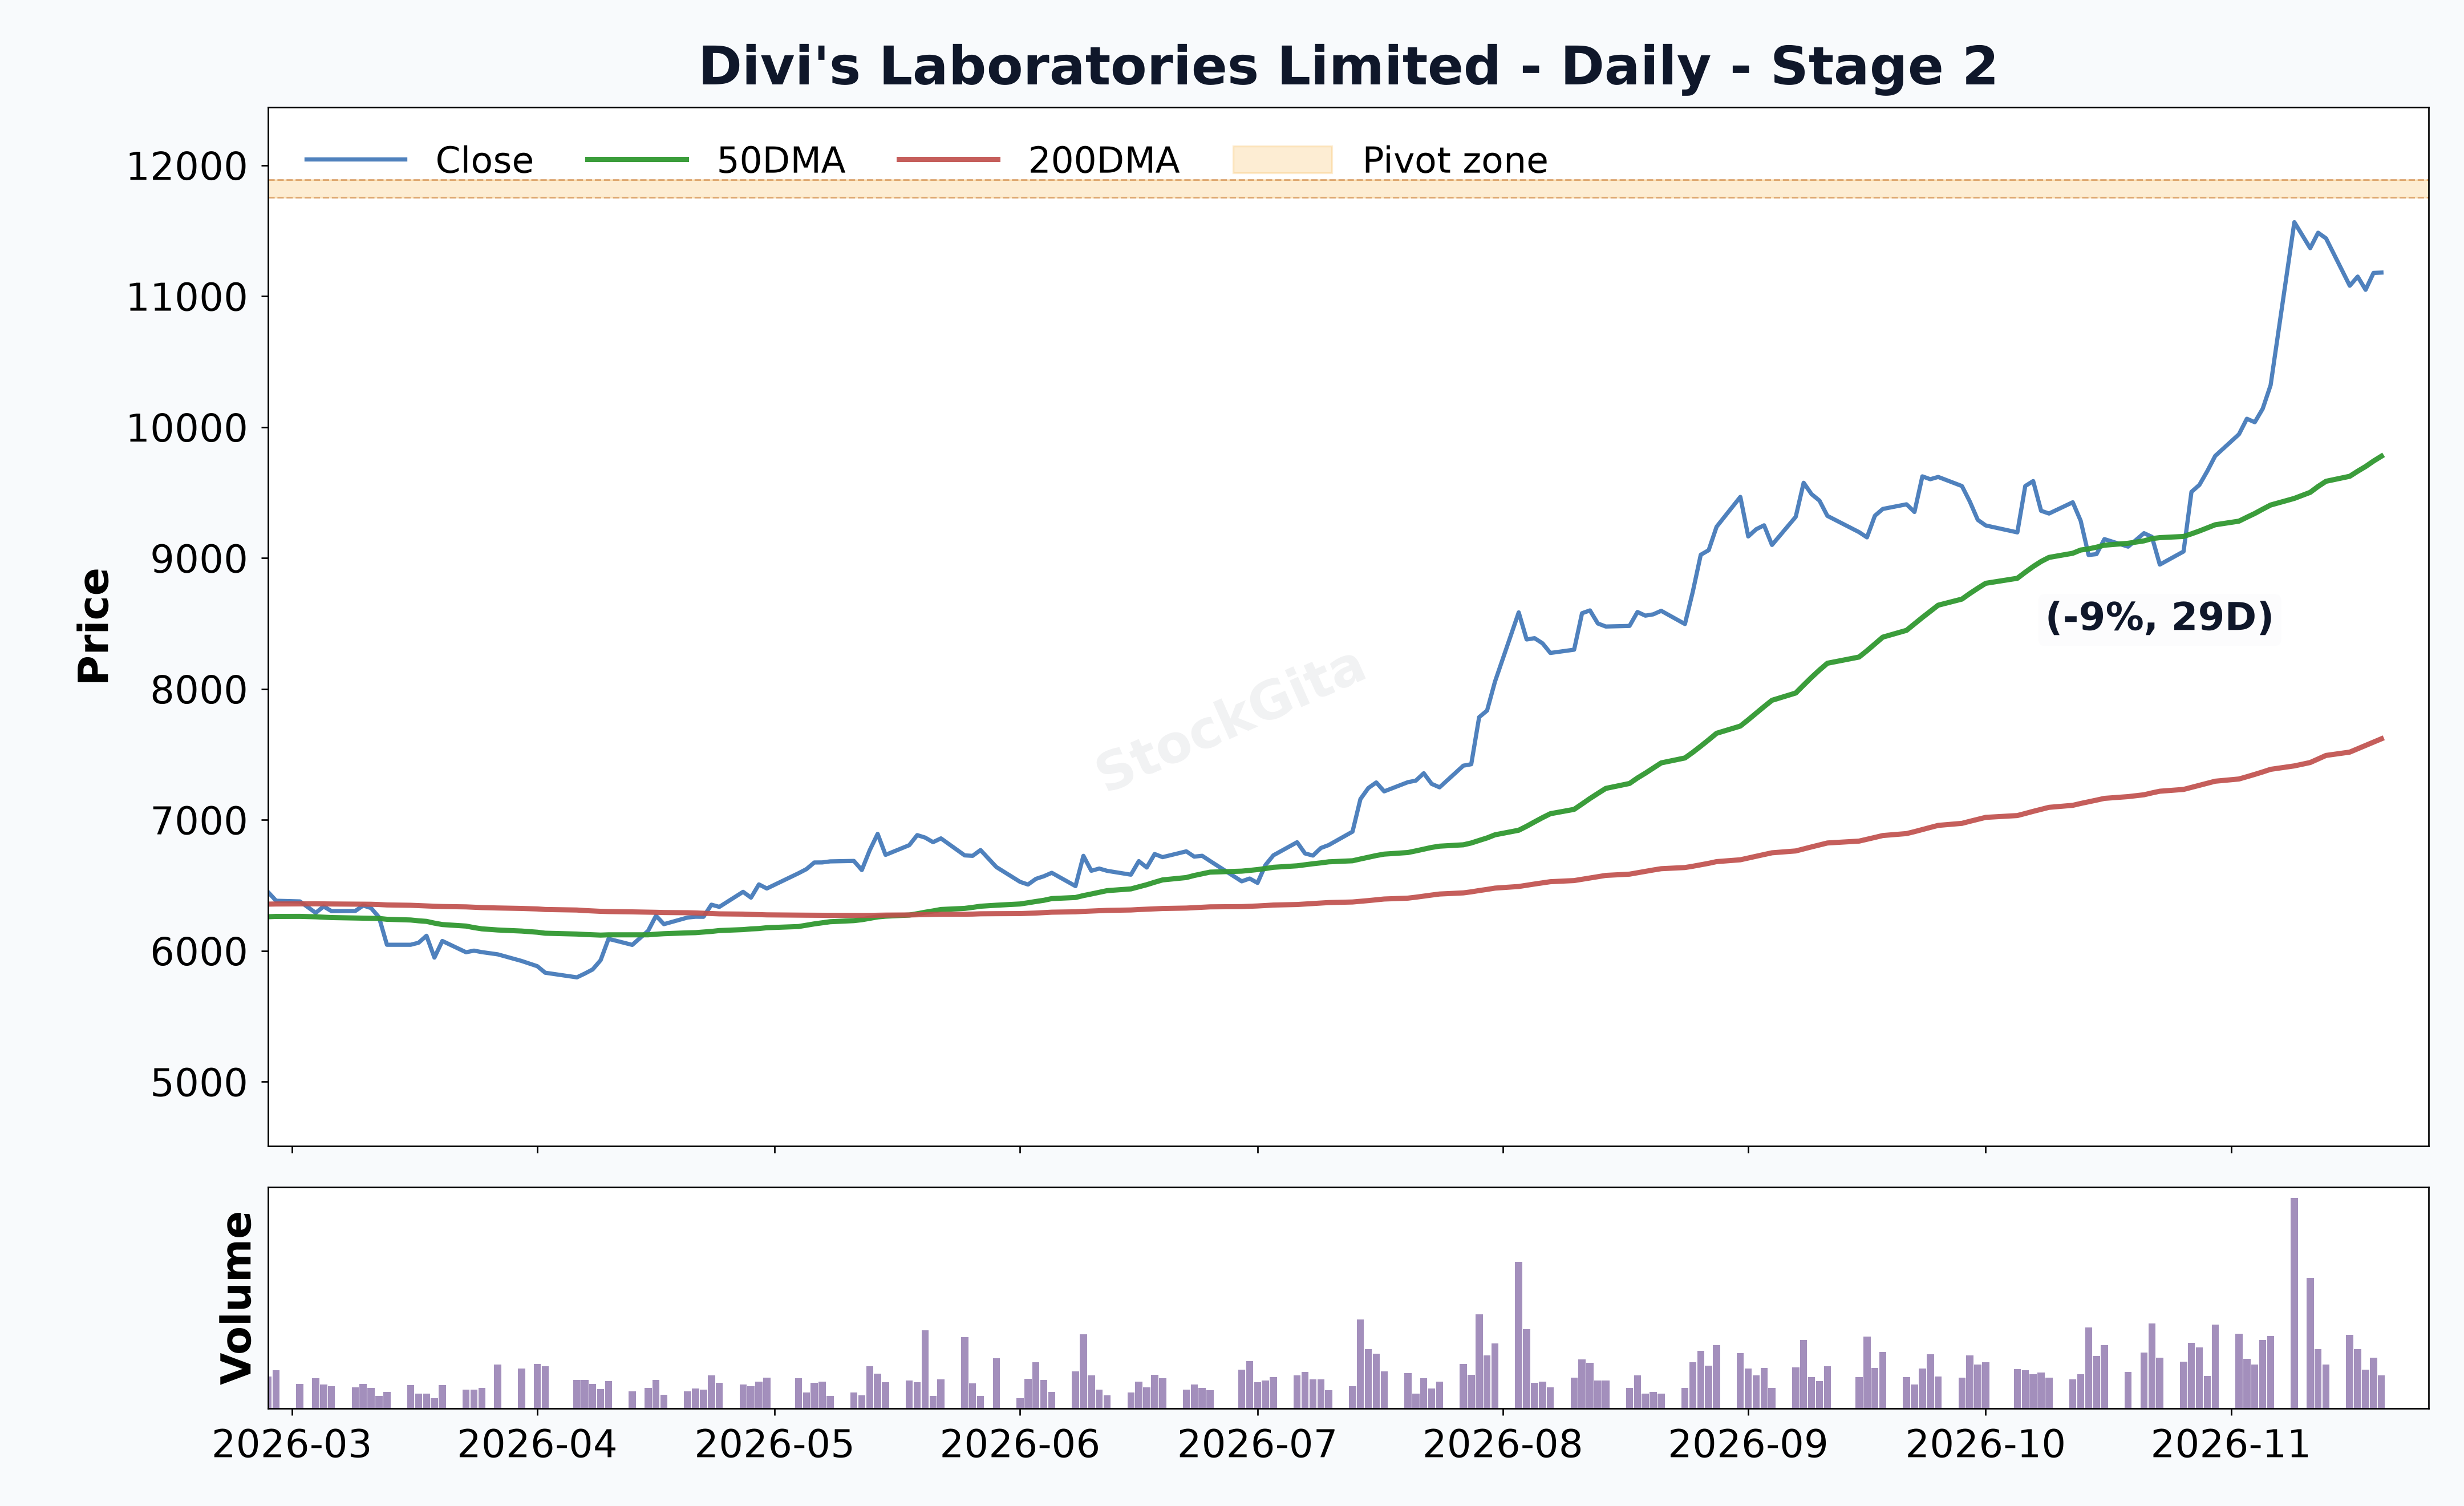 Divi's Laboratories Limited - Daily - Stage 2
Close 50DMA 200DMA Pivot zone
12000
11000
10000
9000
8000
7000
6000
5000
Price
(-9%, 29D)
StockGita
Volume
2026-03 2026-04 2026-05 2026-06 2026-07 2026-08 2026-09 2026-10 2026-11